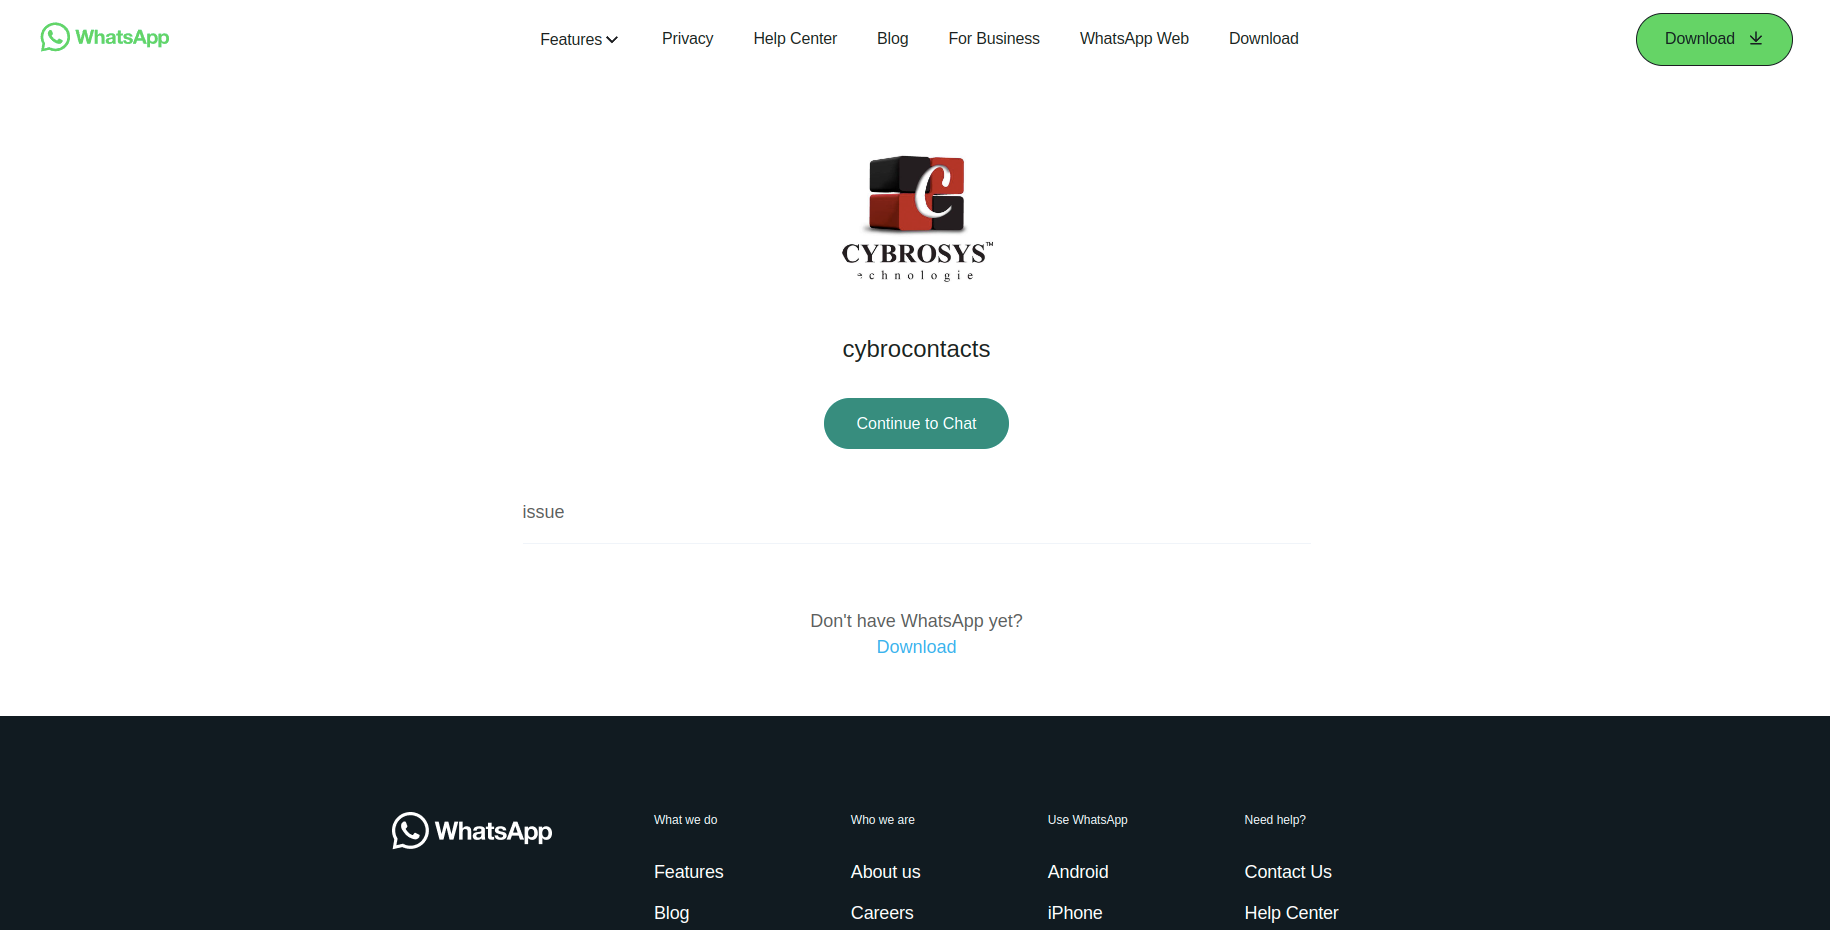 WhatsApp
Features
Privacy
Help Center
Blog
For Business
WhatsApp Web
Download
Download
C
CYBROSYS™
echnologie
cybrocontacts
Continue to Chat
issue
Don't have WhatsApp yet?
Download
WhatsApp
What we do
Who we are
Use WhatsApp
Need help?
Features
About us
Android
Contact Us
Blog
Careers
iPhone
Help Center